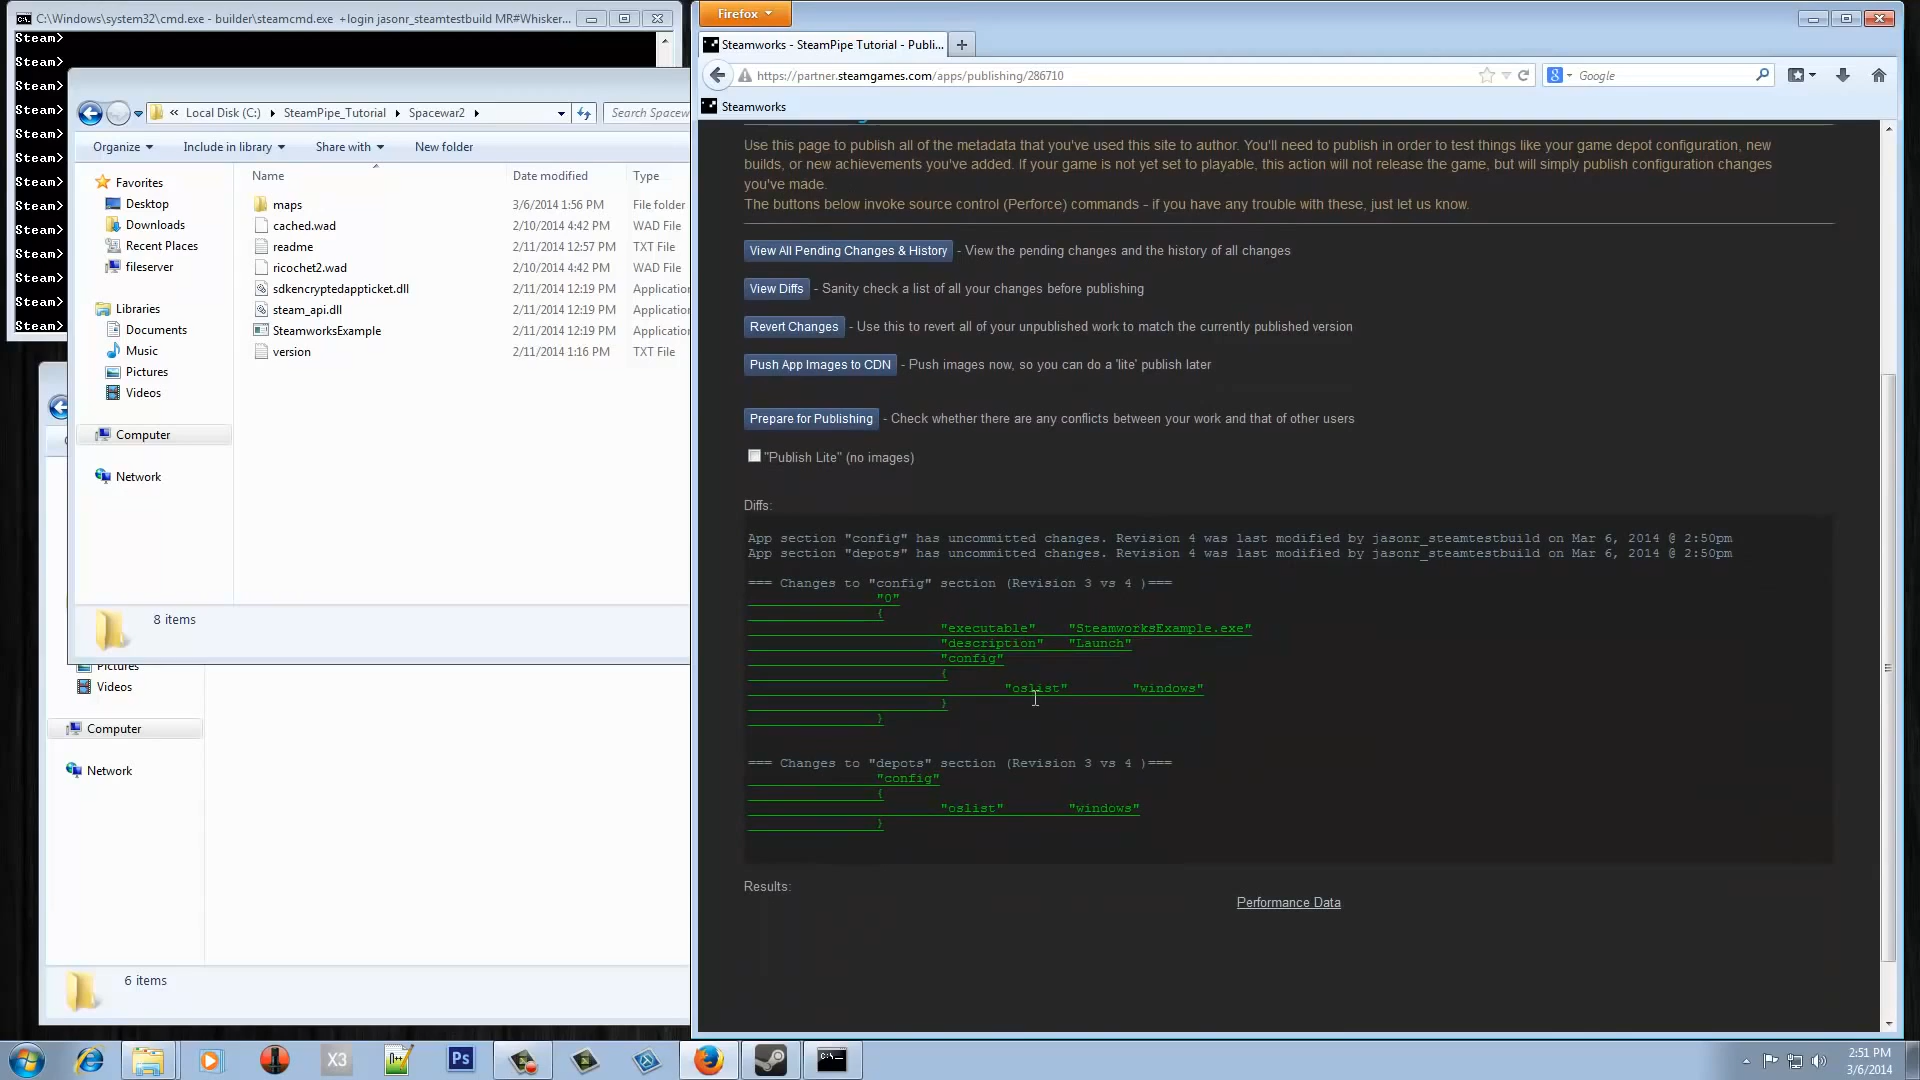 C:\Windows\system32\cmd.exe - builder\steamcmd.exe +login jasonr_steamtestbuild MR#Whisker...
Steam>
Steam>
Steam>
Steam>
Steam>
Steam>
Steam>
Steam>
Steam>
Steam>
Steam>
Steam>
Steam>
« Local Disk (C:) SteamPipe_Tutorial Spacewar2
Search Spacew
Organize Include in library Share with New folder
Name Date modified Type
Favorites
Desktop
Downloads
Recent Places
fileserver
Libraries
Documents
Music
Pictures
Videos
Computer
Network
maps 3/6/2014 1:56 PM File folder
cached.wad 2/10/2014 4:42 PM WAD File
readme 2/11/2014 12:57 PM TXT File
ricochet2.wad 2/10/2014 4:42 PM WAD File
sdkencryptedappticket.dll 2/11/2014 12:19 PM Applicatio
steam_api.dll 2/11/2014 12:19 PM Applicatio
SteamworksExample 2/11/2014 12:19 PM Applicatio
version 2/11/2014 1:16 PM TXT File
8 items
Pictures
Videos
Computer
Network
6 items
Firefox
Steamworks - SteamPipe Tutorial - Publi...
https://partner.steamgames.com/apps/publishing/286710
Google
Steamworks
Use this page to publish all of the metadata that you've used this site to author. You'll need to publish in order to test things like your game depot configuration, new
builds, or new achievements you've added. If your game is not yet set to playable, this action will not release the game, but will simply publish configuration changes
you've made.
The buttons below invoke source control (Perforce) commands - if you have any trouble with these, just let us know.
View All Pending Changes & History - View the pending changes and the history of all changes
View Diffs - Sanity check a list of all your changes before publishing
Revert Changes - Use this to revert all of your unpublished work to match the currently published version
Push App Images to CDN - Push images now, so you can do a 'lite' publish later
Prepare for Publishing - Check whether there are any conflicts between your work and that of other users
"Publish Lite" (no images)
Diffs:
App section "config" has uncommitted changes. Revision 4 was last modified by jasonr_steamtestbuild on Mar 6, 2014 @ 2:50pm
App section "depots" has uncommitted changes. Revision 4 was last modified by jasonr_steamtestbuild on Mar 6, 2014 @ 2:50pm
=== Changes to "config" section (Revision 3 vs 4 )===
"0"
{
"executable" "SteamworksExample.exe"
"description" "Launch"
"config"
{
"oslist" "windows"
}
}
=== Changes to "depots" section (Revision 3 vs 4 )===
"config"
{
"oslist" "windows"
}
Results:
Performance Data
X3
Ps
2:51 PM
3/6/2014